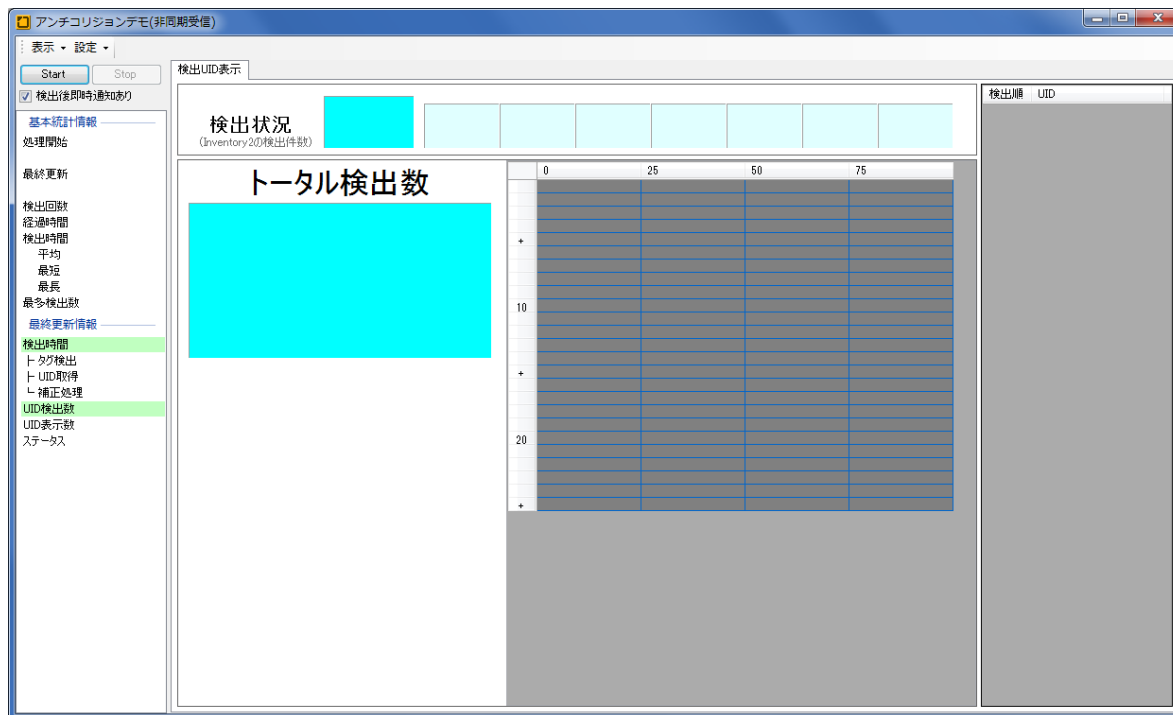 アンチコリジョンデモ(非同期受信)
表示 設定
Start Stop
検出後即時通知あり
基本統計情報
処理開始
最終更新
検出回数
経過時間
検出時間
平均
最短
最長
最多検出数
最終更新情報
検出時間
├ タグ検出
├ UID取得
└ 補正処理
UID検出数
UID表示数
ステータス
検出UID表示
検出状況
(Inventory2の検出件数)
トータル検出数
0 25 50 75
+
10
+
20
+
検出順 UID